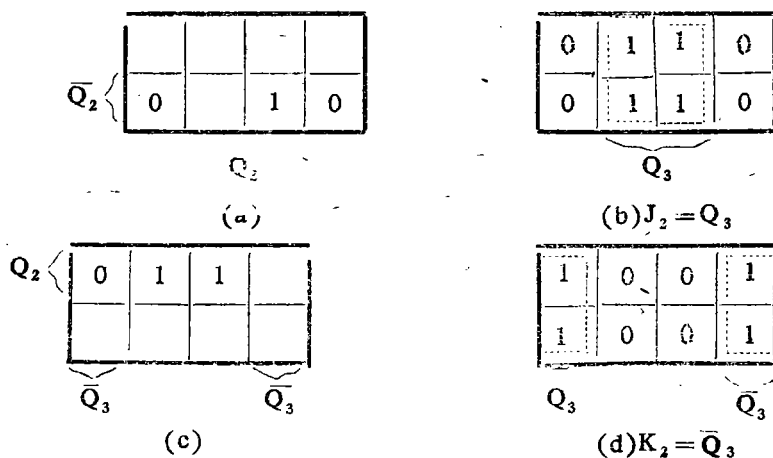 0 1 1 0
Q̅₂ 0 1 0
0 1 1 0
Q₃
(a)
(b)J₂=Q₃
Q₂ 0 1 1
1 0 0 1
1 0 0 1
Q̅₃ Q̅₃
Q₃ Q̅₃
(c)
(d)K₂=Q̅₃